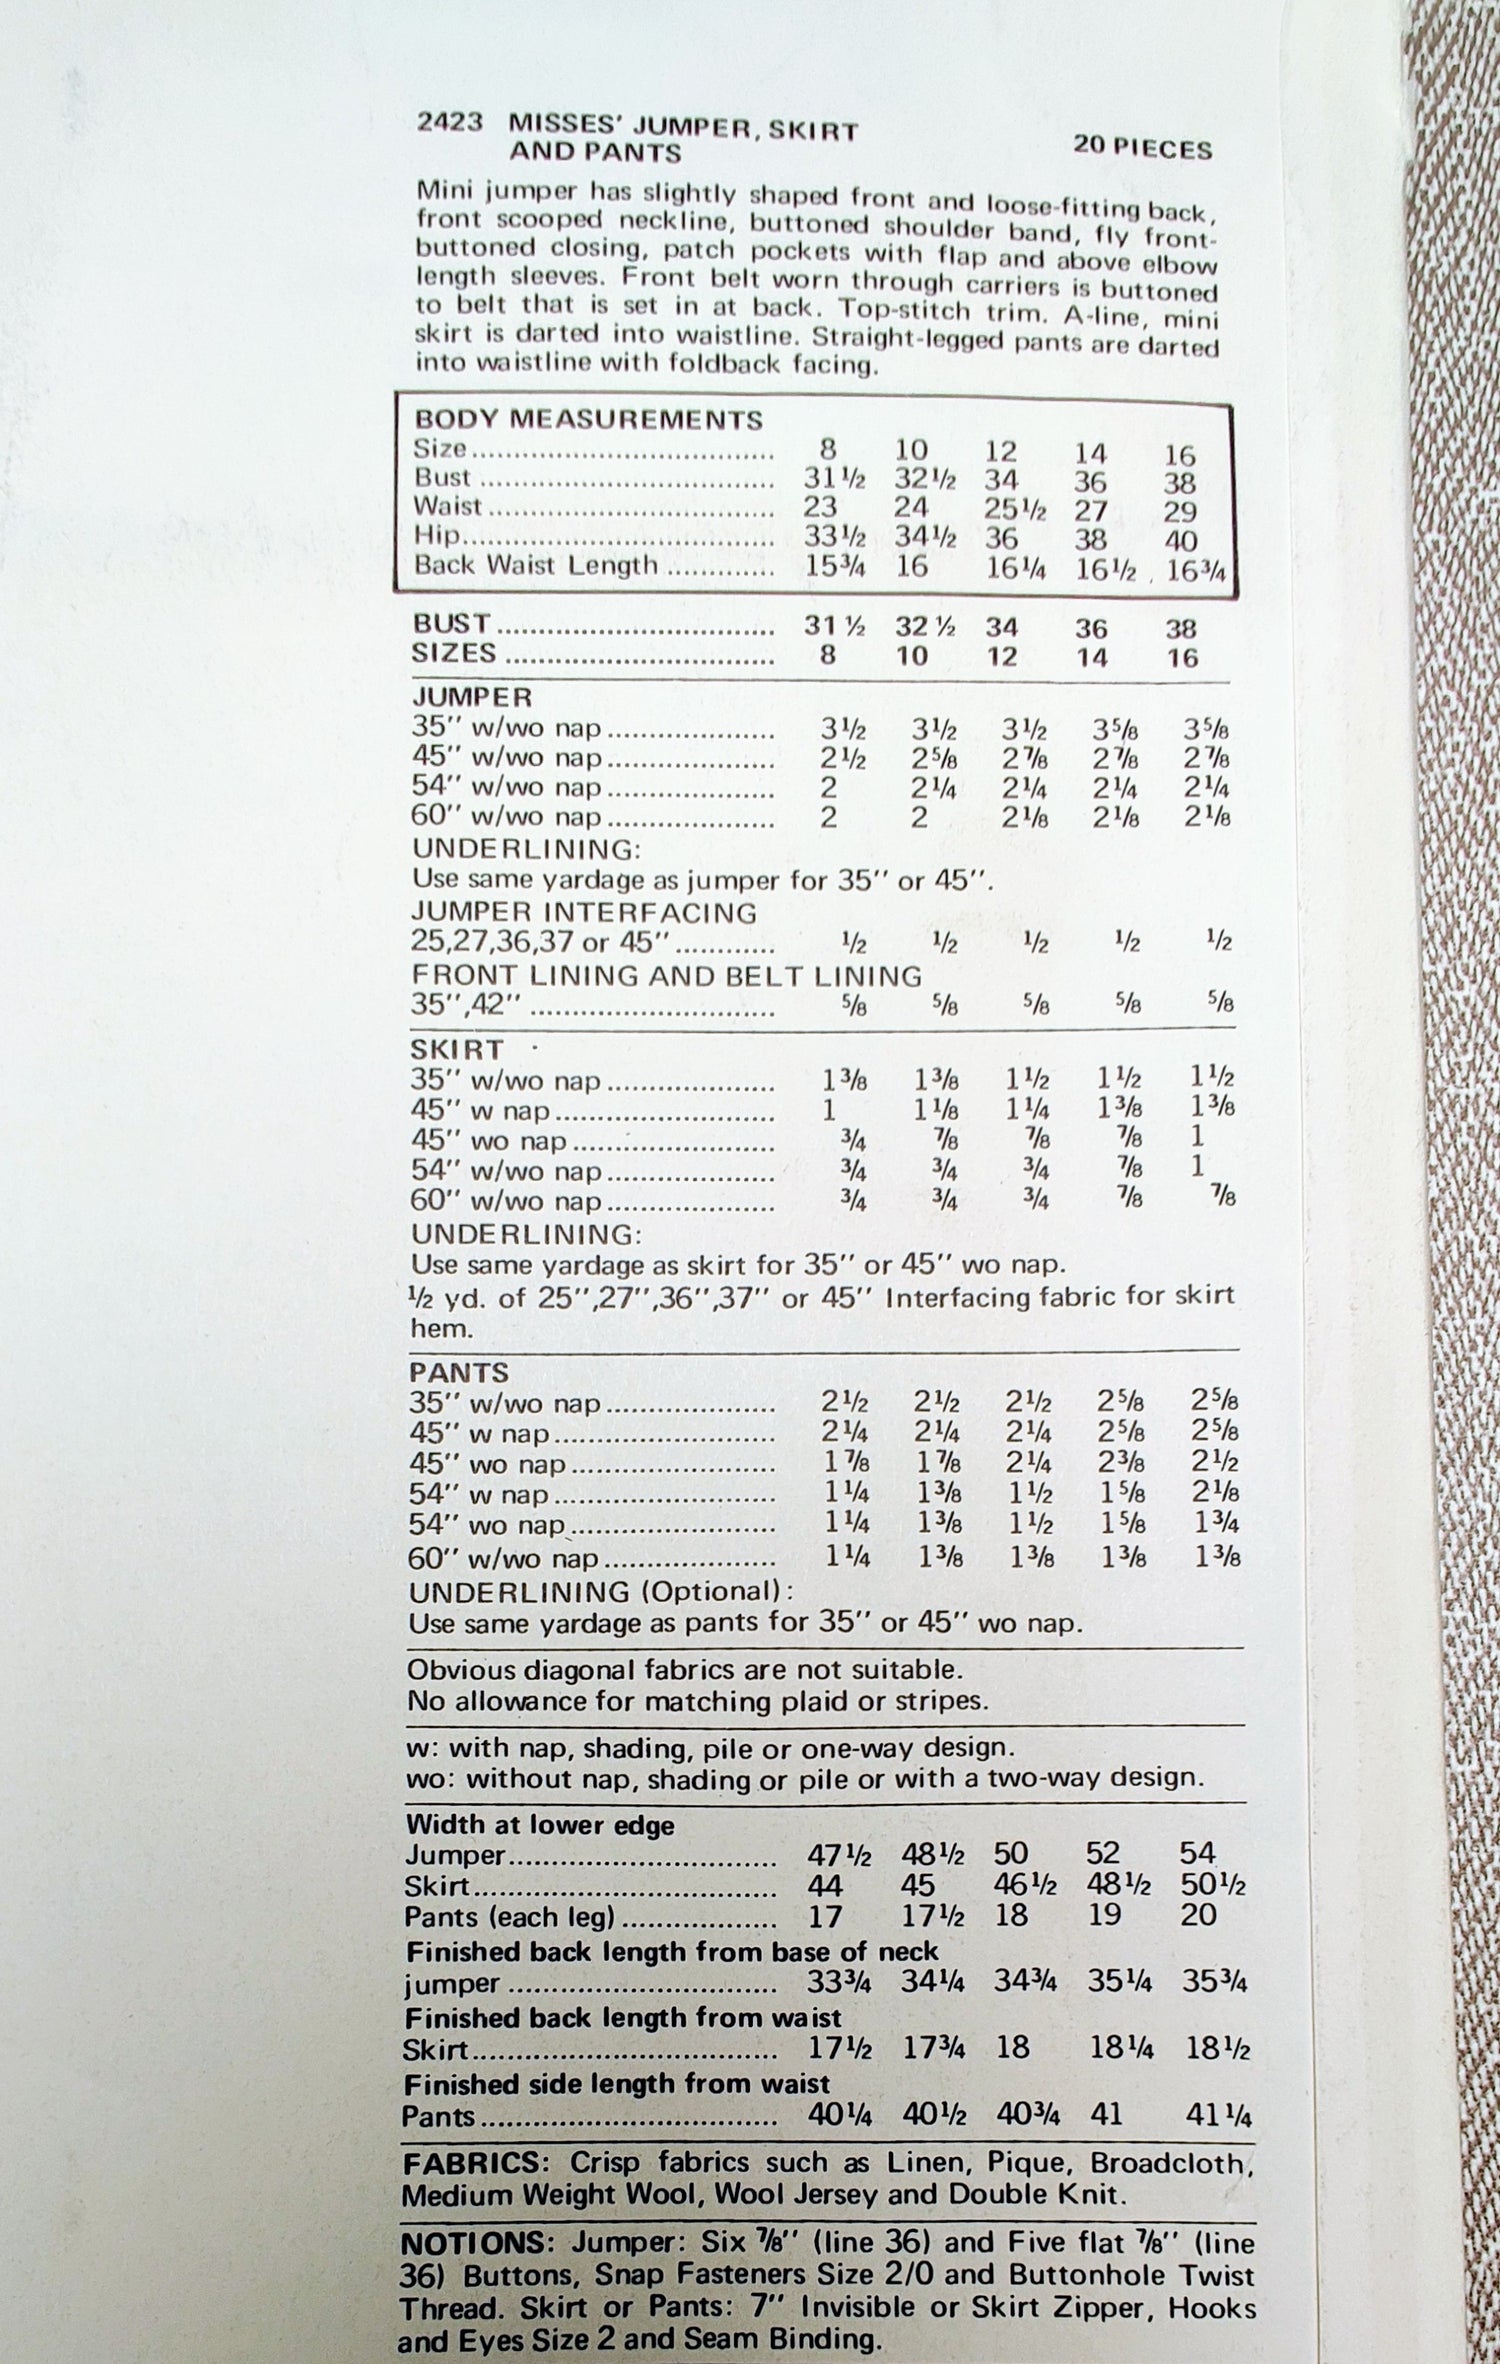 2423 MISSES' JUMPER, SKIRT
AND PANTS
20 PIECES
Mini jumper has slightly shaped front and loose-fitting back,
front scooped neckline, buttoned shoulder band, fly front-
buttoned closing, patch pockets with flap and above elbow
length sleeves. Front belt worn through carriers is buttoned
to belt that is set in at back. Top-stitch trim. A-line, mini
skirt is darted into waistline. Straight-legged pants are darted
into waistline with foldback facing.
BODY MEASUREMENTS
Size.................................. 8 10 12 14 16
Bust ................................. 31½ 32½ 34 36 38
Waist ................................ 23 24 25½ 27 29
Hip.................................... 33½ 34½ 36 38 40
Back Waist Length ............. 15¾ 16 16¼ 16½ 16¾
BUST ................................ 31 ½ 32 ½ 34 36 38
SIZES ............................... 8 10 12 14 16
JUMPER
35″ w/wo nap .................... 3½ 3½ 3½ 3⅝ 3⅝
45″ w/wo nap .................... 2½ 2⅝ 2⅞ 2⅞ 2⅞
54″ w/wo nap .................... 2 2¼ 2¼ 2¼ 2¼
60″ w/wo nap .................... 2 2 2⅛ 2⅛ 2⅛
UNDERLINING:
Use same yardage as jumper for 35″ or 45″.
JUMPER INTERFACING
25,27,36,37 or 45″ ............ ½ ½ ½ ½ ½
FRONT LINING AND BELT LINING
35″,42″ ............................ ⅝ ⅝ ⅝ ⅝ ⅝
SKIRT
35″ w/wo nap .................... 1⅜ 1⅜ 1½ 1½ 1½
45″ w nap .......................... 1 1⅛ 1¼ 1⅜ 1⅜
45″ wo nap ........................ ¾ ⅞ ⅞ ⅞ 1
54″ w/wo nap .................... ¾ ¾ ¾ ⅞ 1
60″ w/wo nap .................... ¾ ¾ ¾ ⅞ ⅞
UNDERLINING:
Use same yardage as skirt for 35″ or 45″ wo nap.
½ yd. of 25″,27″,36″,37″ or 45″ Interfacing fabric for skirt
hem.
PANTS
35″ w/wo nap .................... 2½ 2½ 2½ 2⅝ 2⅝
45″ w nap .......................... 2¼ 2¼ 2¼ 2⅝ 2⅝
45″ wo nap ........................ 1⅞ 1⅞ 2¼ 2⅜ 2½
54″ w nap .......................... 1¼ 1⅜ 1½ 1⅝ 2⅛
54″ wo nap ........................ 1¼ 1⅜ 1½ 1⅝ 1¾
60″ w/wo nap .................... 1¼ 1⅜ 1⅜ 1⅜ 1⅜
UNDERLINING (Optional):
Use same yardage as pants for 35″ or 45″ wo nap.
Obvious diagonal fabrics are not suitable.
No allowance for matching plaid or stripes.
w: with nap, shading, pile or one-way design.
wo: without nap, shading or pile or with a two-way design.
Width at lower edge
Jumper................................ 47½ 48½ 50 52 54
Skirt.................................... 44 45 46½ 48½ 50½
Pants (each leg) ................... 17 17½ 18 19 20
Finished back length from base of neck
jumper ................................ 33¾ 34¼ 34¾ 35¼ 35¾
Finished back length from waist
Skirt.................................... 17½ 17¾ 18 18¼ 18½
Finished side length from waist
Pants ................................... 40¼ 40½ 40¾ 41 41¼
FABRICS: Crisp fabrics such as Linen, Pique, Broadcloth,
Medium Weight Wool, Wool Jersey and Double Knit.
NOTIONS: Jumper: Six ⅞″ (line 36) and Five flat ⅞″ (line
36) Buttons, Snap Fasteners Size 2/0 and Buttonhole Twist
Thread. Skirt or Pants: 7″ Invisible or Skirt Zipper, Hooks
and Eyes Size 2 and Seam Binding.